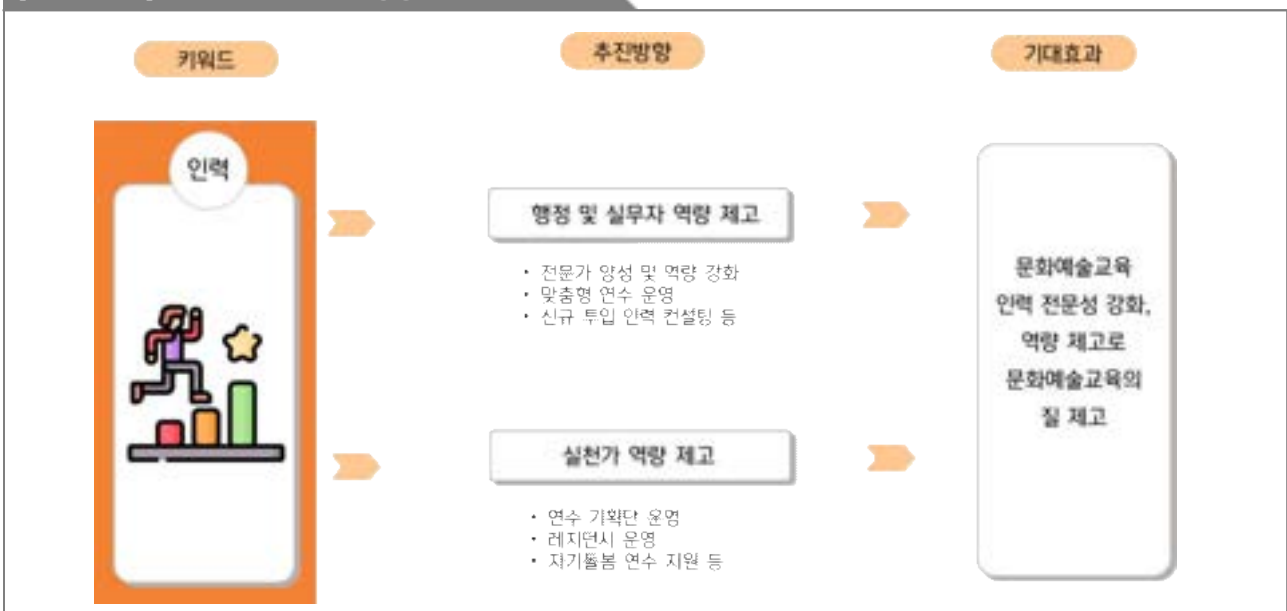 키워드
추진방향
기대효과
인력
행정 및 실무자 역량 제고
• 전문가 양성 및 역량 강화
• 맞춤형 연수 운영
• 신규 투입 인력 컨설팅 등
실천가 역량 제고
• 연수 기획단 운영
• 레지던시 운영
• 자기돌봄 연수 지원 등
문화예술교육
인력 전문성 강화,
역량 제고로
문화예술교육의
질 제고